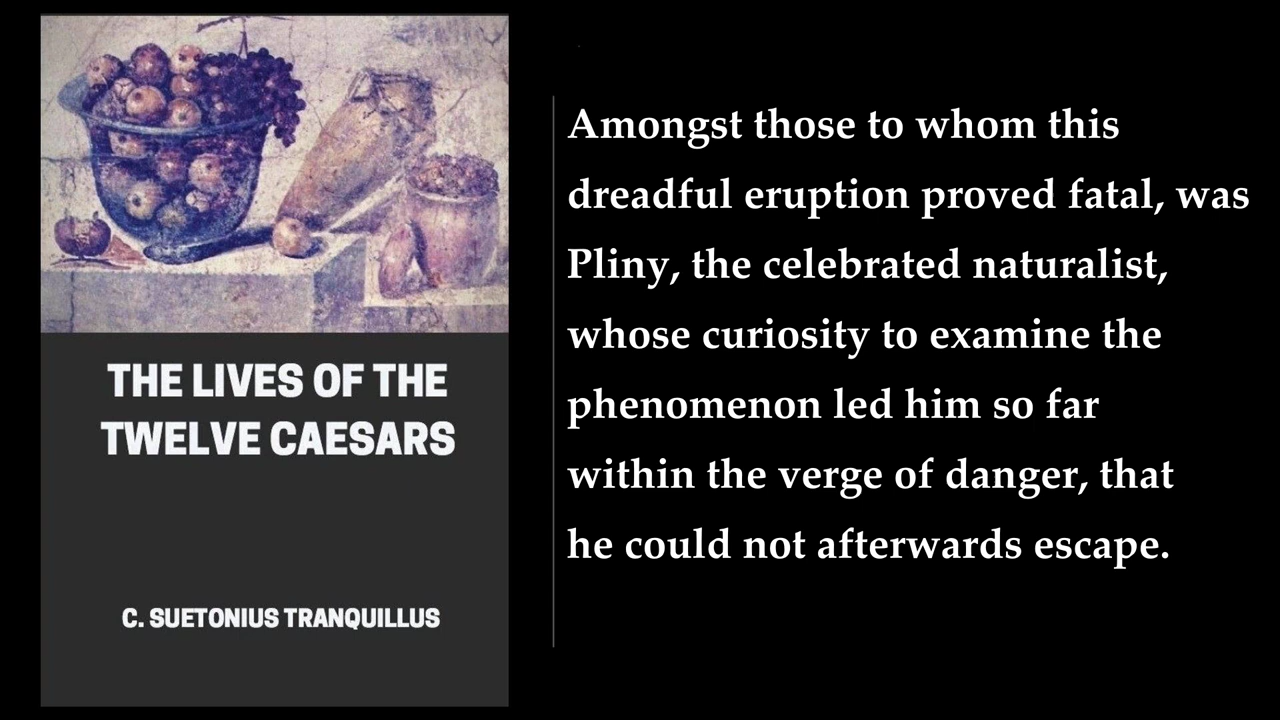 THE LIVES OF THE
TWELVE CAESARS
C. SUETONIUS TRANQUILLUS
Amongst those to whom this
dreadful eruption proved fatal, was
Pliny, the celebrated naturalist,
whose curiosity to examine the
phenomenon led him so far
within the verge of danger, that
he could not afterwards escape.